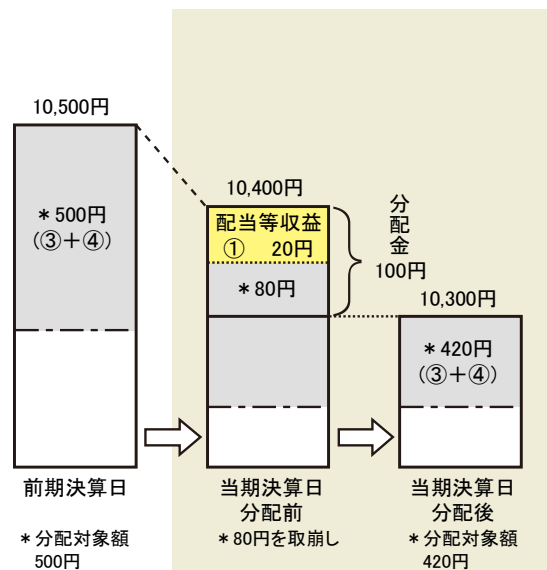 10,500円
＊500円
（③＋④）
前期決算日
＊分配対象額
500円
10,400円
配当等収益
① 20円
＊80円
分配金
100円
当期決算日
分配前
＊80円を取崩し
10,300円
＊420円
（③＋④）
当期決算日
分配後
＊分配対象額
420円